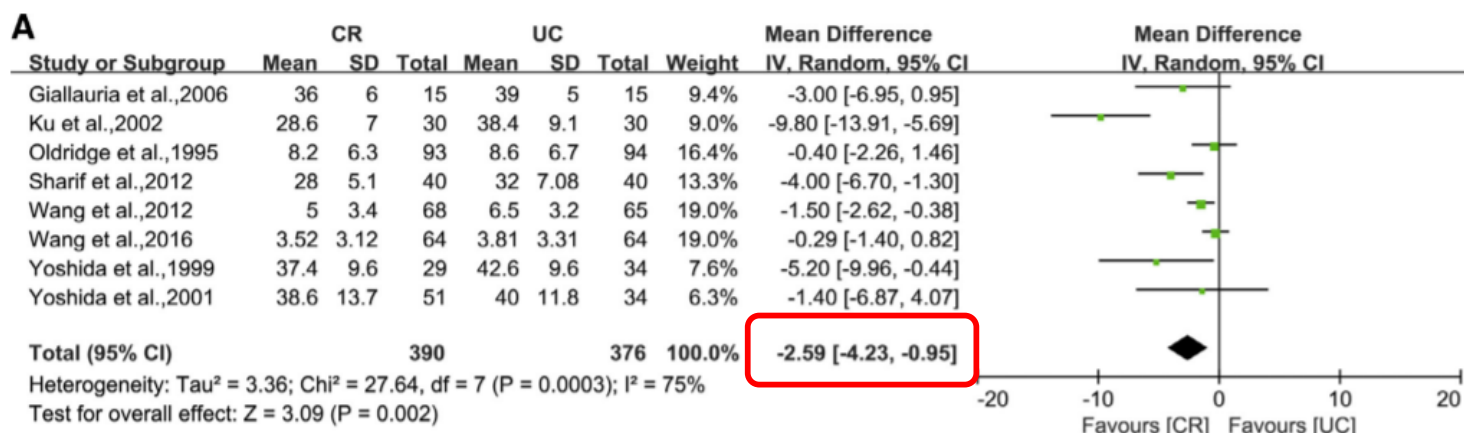 A
CR UC Mean Difference Mean Difference
Study or Subgroup Mean SD Total Mean SD Total Weight IV, Random, 95% CI IV, Random, 95% CI
Giallauria et al.,2006 36 6 15 39 5 15 9.4% -3.00 [-6.95, 0.95]
Ku et al.,2002 28.6 7 30 38.4 9.1 30 9.0% -9.80 [-13.91, -5.69]
Oldridge et al.,1995 8.2 6.3 93 8.6 6.7 94 16.4% -0.40 [-2.26, 1.46]
Sharif et al.,2012 28 5.1 40 32 7.08 40 13.3% -4.00 [-6.70, -1.30]
Wang et al.,2012 5 3.4 68 6.5 3.2 65 19.0% -1.50 [-2.62, -0.38]
Wang et al.,2016 3.52 3.12 64 3.81 3.31 64 19.0% -0.29 [-1.40, 0.82]
Yoshida et al.,1999 37.4 9.6 29 42.6 9.6 34 7.6% -5.20 [-9.96, -0.44]
Yoshida et al.,2001 38.6 13.7 51 40 11.8 34 6.3% -1.40 [-6.87, 4.07]
Total (95% CI) 390 376 100.0% -2.59 [-4.23, -0.95]
Heterogeneity: Tau² = 3.36; Chi² = 27.64, df = 7 (P = 0.0003); I² = 75%
-20 -10 0 10 20
Test for overall effect: Z = 3.09 (P = 0.002)
Favours [CR] Favours [UC]